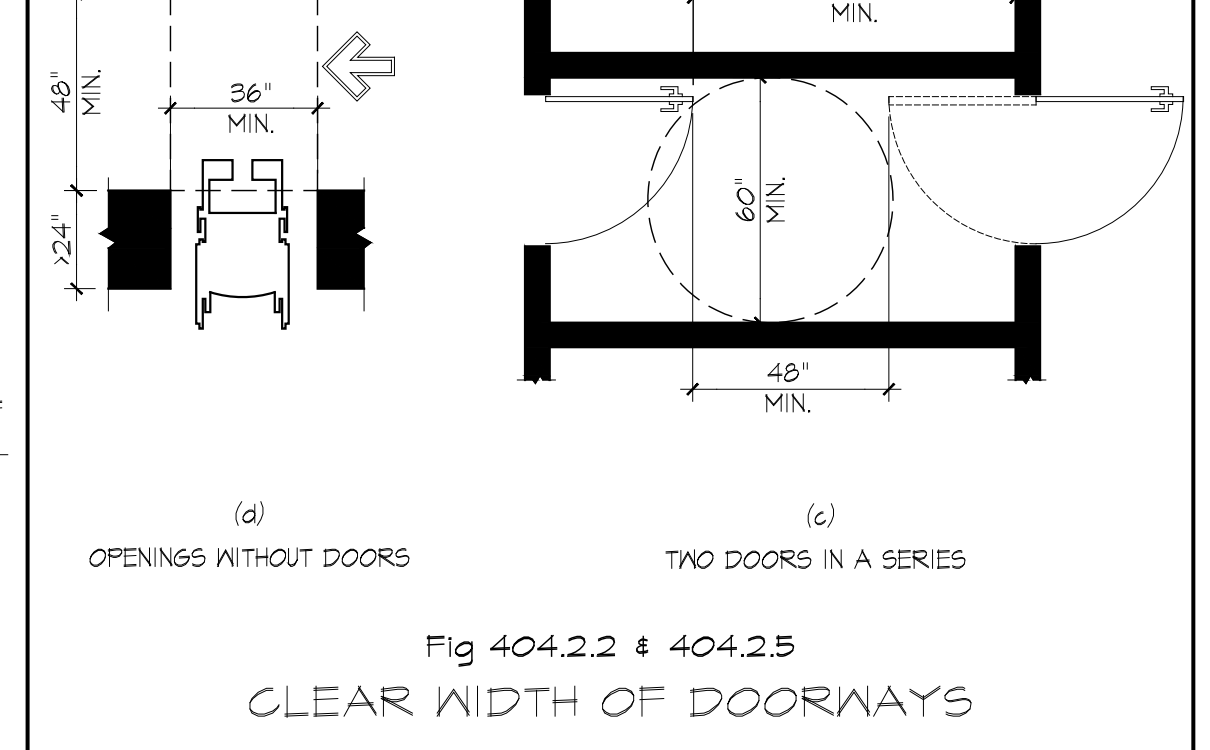 MIN.
48"
MIN.
36"
MIN.
>24"
60"
MIN.
48"
MIN.
(d)
OPENINGS WITHOUT DOORS
(c)
TWO DOORS IN A SERIES
Fig 404.2.2 & 404.2.5
CLEAR WIDTH OF DOORWAYS